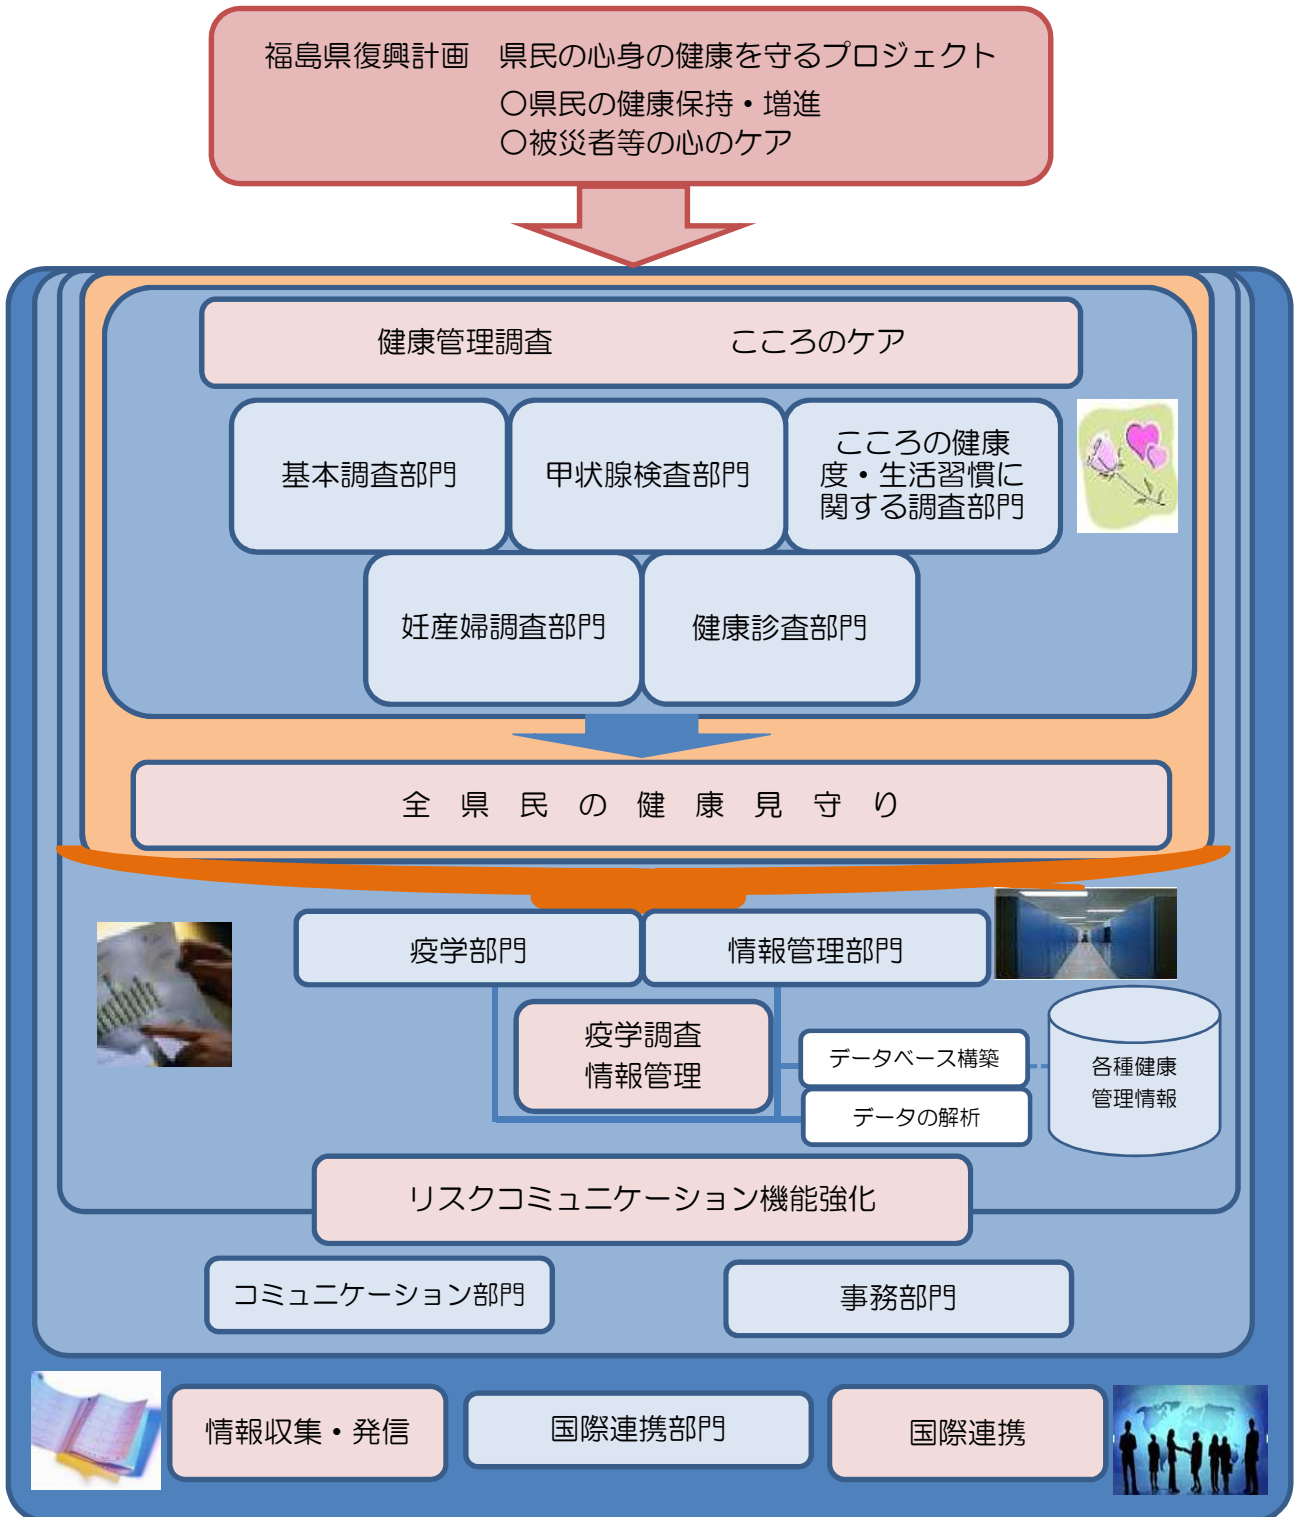 福島県復興計画　県民の心身の健康を守るプロジェクト
〇県民の健康保持・増進
〇被災者等の心のケア
健康管理調査　　　　　　こころのケア
基本調査部門
甲状腺検査部門
こころの健康
度・生活習慣に
関する調査部門
妊産婦調査部門
健康診査部門
全　県　民　の　健　康　見　守　り
疫学部門
情報管理部門
疫学調査
情報管理
データベース構築
データの解析
各種健康
管理情報
リスクコミュニケーション機能強化
コミュニケーション部門
事務部門
情報収集・発信
国際連携部門
国際連携